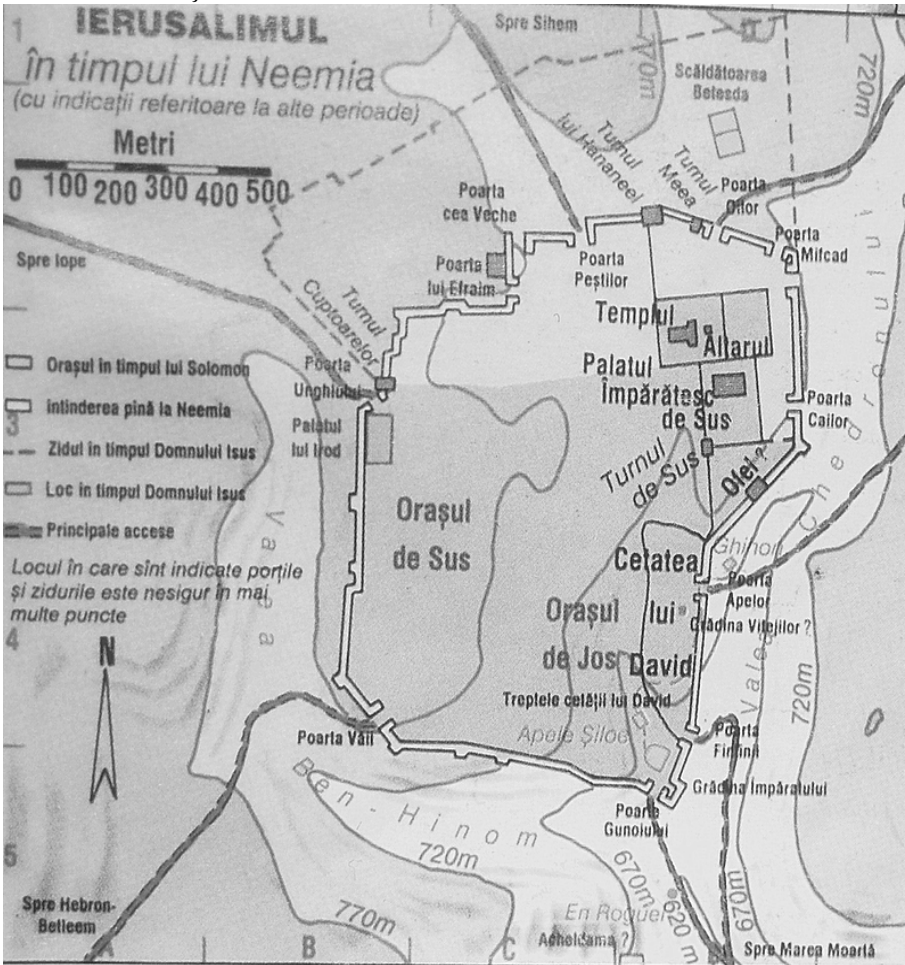 IERUSALIMUL
în timpul lui Neemia
(cu indicații referitoare la alte perioade)
Metri
0 100 200 300 400 500
1
Spre Sihem
770m
Scăldătoarea
Betesda
720m
Turnul
lui Hananeel
Turnul
Meea
Poarta
Oilor
Poarta
cea Veche
Poarta
Mifcad
Spre Iope
Poarta
lui Efraim
Poarta
Peștilor
Turnul
Cuptoarelor
Templul
Altarul
Orașul în timpul lui Solomon
Poarta
Unghiului
Palatul
Împărătesc
de Sus
Intinderea pînă la Neemia
3
Poarta
Cailor
Palatul
lui Irod
Zidul în timpul Domnului Isus
Turnul
de Sus
Ofel ?
Loc în timpul Domnului Isus
Orașul
de Sus
Principale accese
Valea
Chedronului
Ghihon
Cetatea
lui
David
Locul în care sînt indicate porțile
și zidurile este nesigur în mai
multe puncte
Poarta
Apelor
Grădina Vitejilor ?
Orașul
de Jos
4
N
Valea
720m
Treptele cetății lui David
Poarta Văii
Apele Siloe
Poarta
Fîntînii
Grădina Împăratului
Ben-Hinom
Poarta
Gunoiului
720m
5
670m
670m
620 m
Spre Hebron-
Betleem
770m
En Roguel
Acheldama ?
Spre Marea Moartă
A
B
C